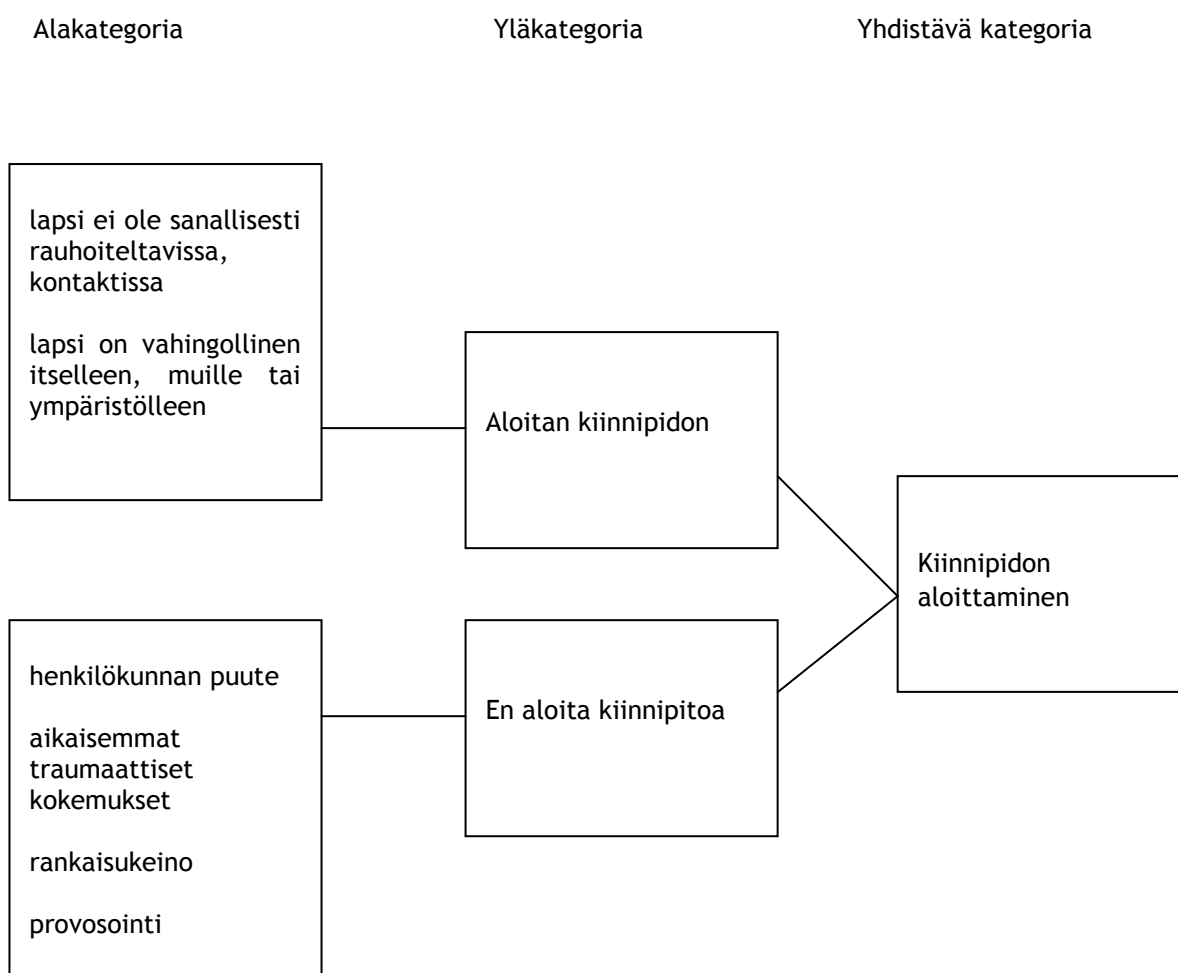 Alakategoria Yläkategoria Yhdistävä kategoria
lapsi ei ole sanallisesti
rauhoiteltavissa,
kontaktissa
lapsi on vahingollinen
itselleen, muille tai
ympäristölleen
Aloitan kiinnipidon
Kiinnipidon
aloittaminen
henkilökunnan puute
aikaisemmat
traumaattiset
kokemukset
rankaisukeino
provosointi
En aloita kiinnipitoa